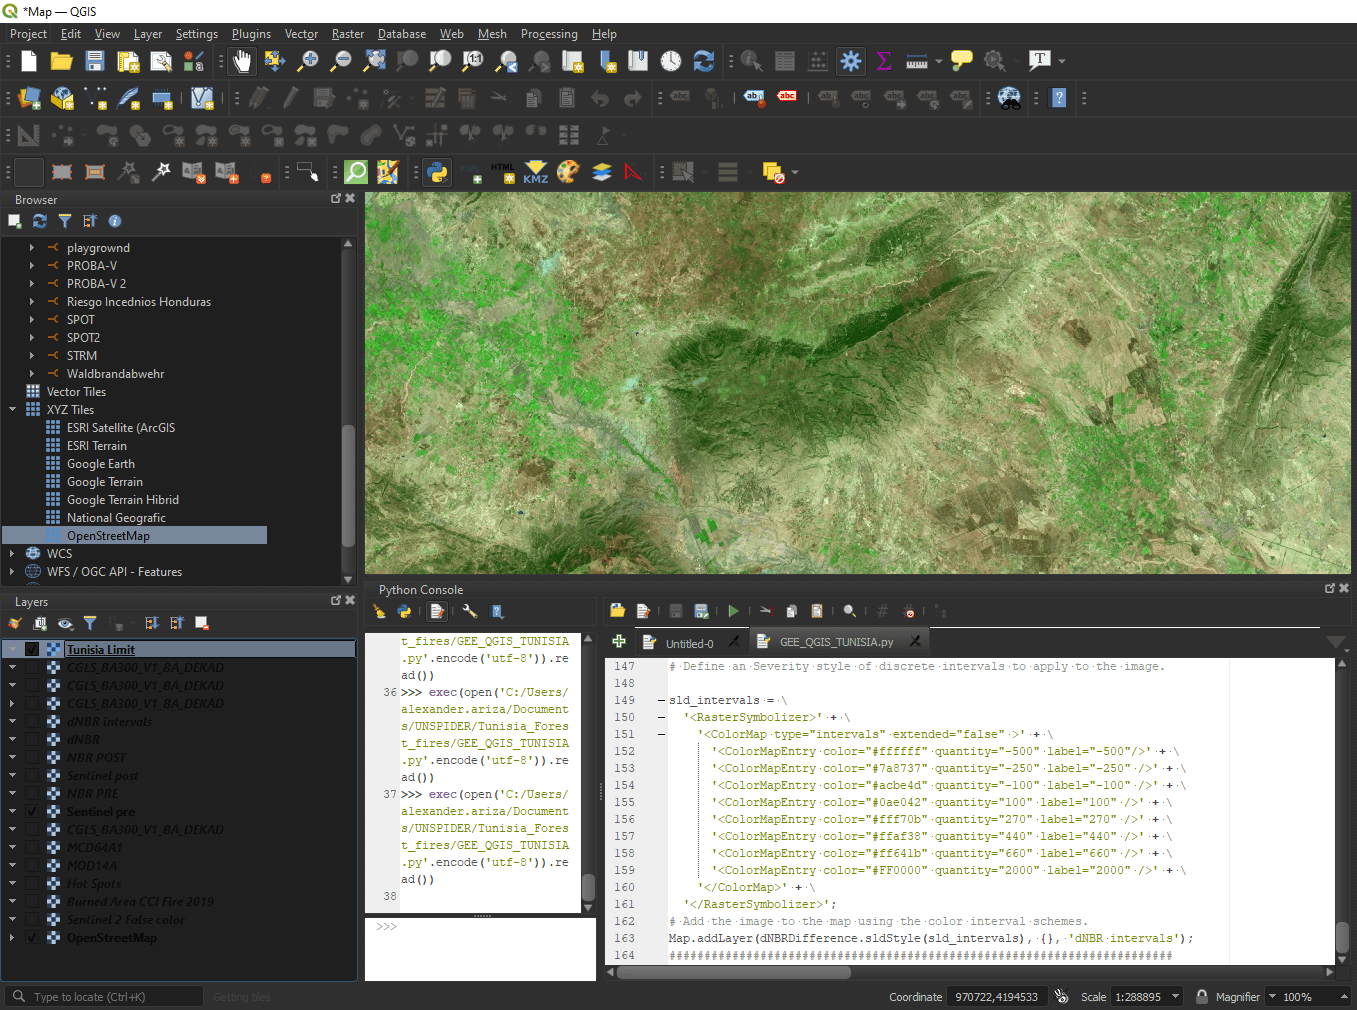 *Map — QGIS
Project Edit View Layer Settings Plugins Vector Raster Database Web Mesh Processing Help
Browser
playgrownd
PROBA-V
PROBA-V 2
Riesgo Incednios Honduras
SPOT
SPOT2
STRM
Waldbrandabwehr
Vector Tiles
XYZ Tiles
ESRI Satellite (ArcGIS
ESRI Terrain
Google Earth
Google Terrain
Google Terrain Hibrid
National Geografic
OpenStreetMap
WCS
WFS / OGC API - Features
Layers
Tunisia Limit
CGLS_BA300_V1_BA_DEKAD
CGLS_BA300_V1_BA_DEKAD
CGLS_BA300_V1_BA_DEKAD
dNBR intervals
dNBR
NBR POST
Sentinel post
NBR PRE
Sentinel pre
CGLS_BA300_V1_BA_DEKAD
MCD64A1
MOD14A
Hot Spots
Burned Area CCI Fire 2019
Sentinel 2 False color
OpenStreetMap
Python Console
t_fires/GEE_QGIS_TUNISIA
.py'.encode('utf-8')).re
ad())
36 >>> exec(open('C:/Users/
alexander.ariza/Document
s/UNSPIDER/Tunisia_Fores
t_fires/GEE_QGIS_TUNISIA
.py'.encode('utf-8')).re
ad())
37 >>> exec(open('C:/Users/
alexander.ariza/Document
s/UNSPIDER/Tunisia_Fores
t_fires/GEE_QGIS_TUNISIA
.py'.encode('utf-8')).re
ad())
38
>>>
Untitled-0 GEE_QGIS_TUNISIA.py
147 # Define an Severity style of discrete intervals to apply to the image.
148
149 sld_intervals = \
150 '<RasterSymbolizer>' + \
151 '<ColorMap type="intervals" extended="false" >' + \
152 '<ColorMapEntry color="#ffffff" quantity="-500" label="-500"/>' + \
153 '<ColorMapEntry color="#7a8737" quantity="-250" label="-250" />' + \
154 '<ColorMapEntry color="#acbe4d" quantity="-100" label="-100" />' + \
155 '<ColorMapEntry color="#0ae042" quantity="100" label="100" />' + \
156 '<ColorMapEntry color="#fff70b" quantity="270" label="270" />' + \
157 '<ColorMapEntry color="#ffaf38" quantity="440" label="440" />' + \
158 '<ColorMapEntry color="#ff641b" quantity="660" label="660" />' + \
159 '<ColorMapEntry color="#FF0000" quantity="2000" label="2000" />' + \
160 '</ColorMap>' + \
161 '</RasterSymbolizer>';
162 # Add the image to the map using the color interval schemes.
163 Map.addLayer(dNBRDifference.sldStyle(sld_intervals), {}, 'dNBR intervals');
164 ########################################################################
Type to locate (Ctrl+K) Getting tiles Coordinate 970722,4194533 Scale 1:288895 Magnifier 100%